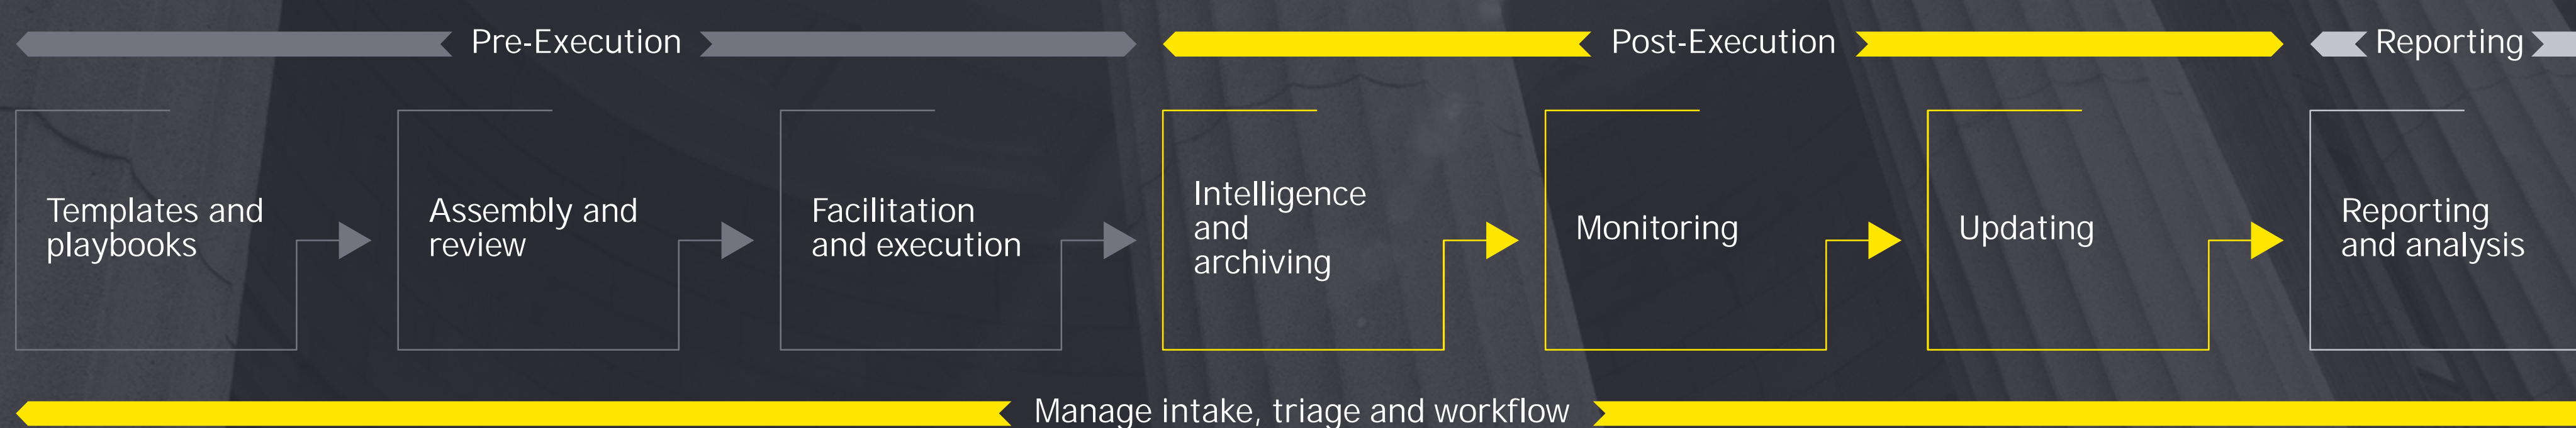 Pre-Execution
Post-Execution
Reporting
Templates and
playbooks
Assembly and
review
Facilitation
and execution
Intelligence
and
archiving
Monitoring
Updating
Reporting
and analysis
Manage intake, triage and workflow